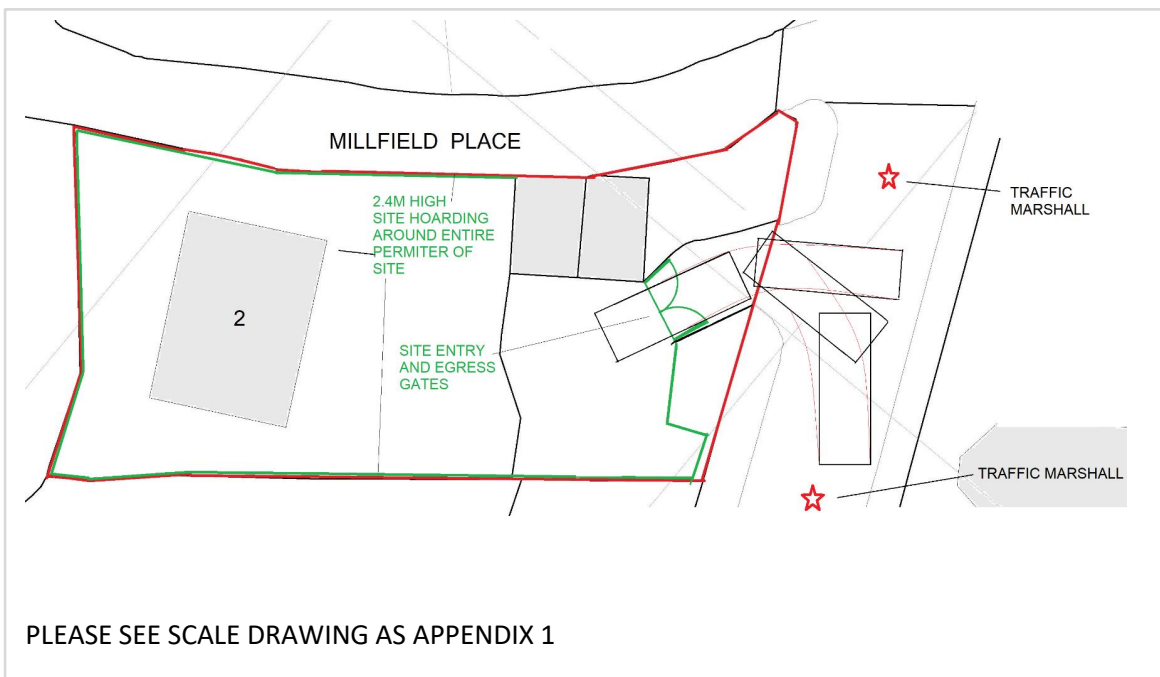 MILLFIELD PLACE
2.4M HIGH
SITE HOARDING
AROUND ENTIRE
PERMITER OF
SITE
TRAFFIC
MARSHALL
2
SITE ENTRY
AND EGRESS
GATES
TRAFFIC MARSHALL
PLEASE SEE SCALE DRAWING AS APPENDIX 1